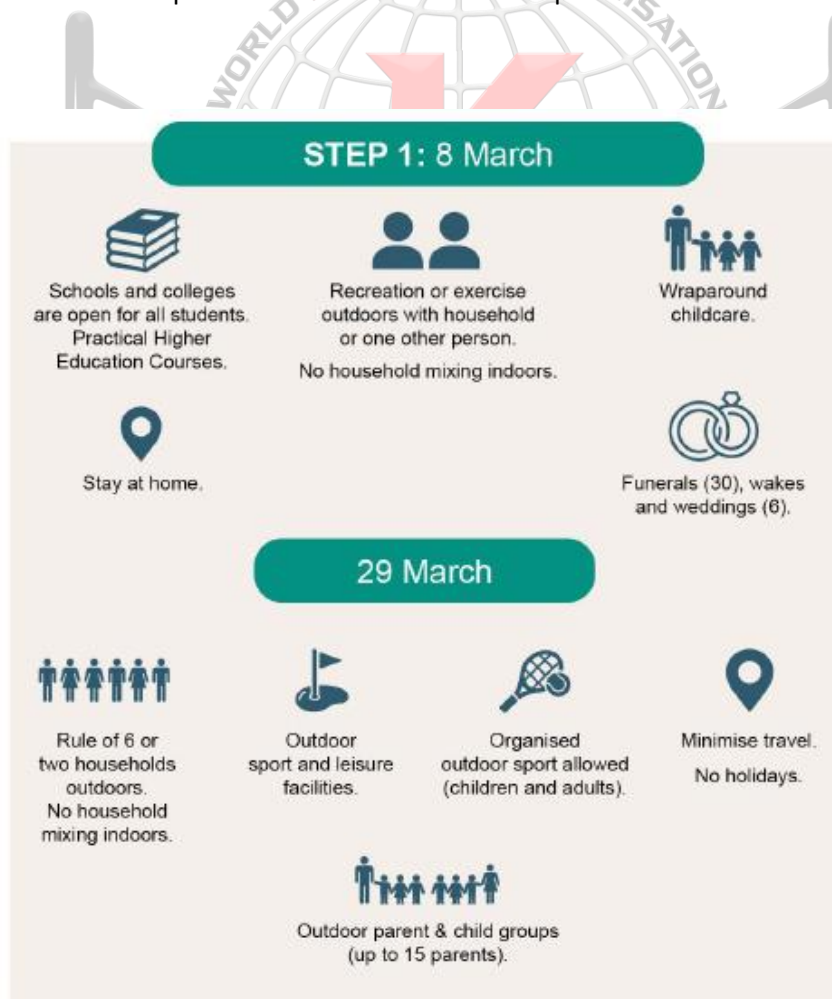 WORLD
ISATION
STEP 1: 8 March
Schools and colleges
are open for all students.
Practical Higher
Education Courses.
Recreation or exercise
outdoors with household
or one other person.
No household mixing indoors.
Wraparound
childcare.
Stay at home.
Funerals (30), wakes
and weddings (6).
29 March
Rule of 6 or
two households
outdoors.
No household
mixing indoors.
Outdoor
sport and leisure
facilities.
Organised
outdoor sport allowed
(children and adults).
Minimise travel.
No holidays.
Outdoor parent & child groups
(up to 15 parents).